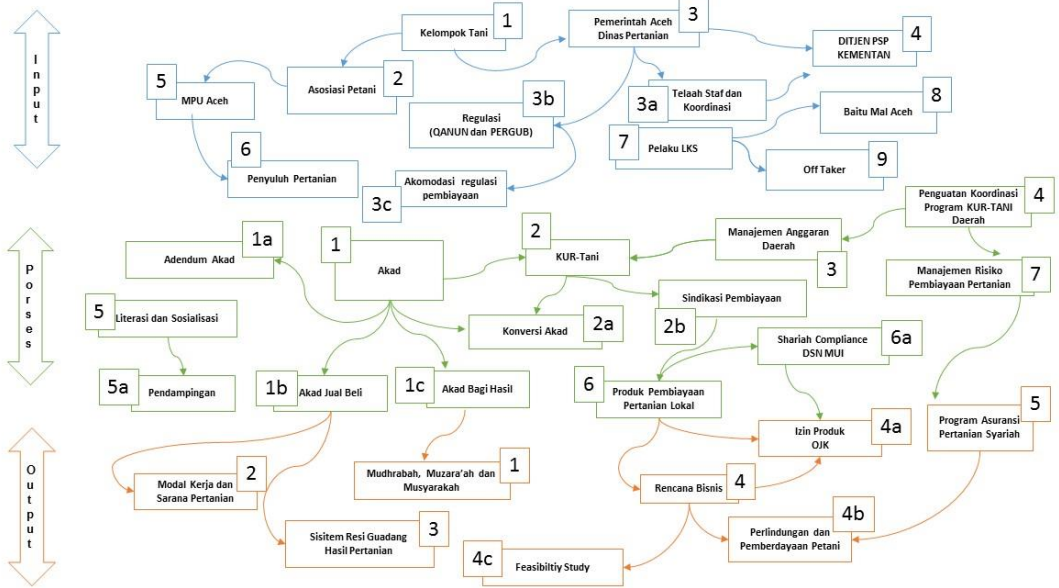 Input
1
Kelompok Tani
3
Pemerintah Aceh
Dinas Pertanian
4
DITJEN PSP
KEMENTAN
5
MPU Aceh
2
Asosiasi Petani
3b
Regulasi
(QANUN dan PERGUB)
3a
Telaah Staf dan
Koordinasi
8
Baitu Mal Aceh
7
Pelaku LKS
9
Off Taker
6
Penyuluh Pertanian
3c
Akomodasi regulasi
pembiayaan
Porses
1a
Adendum Akad
1
Akad
2
KUR-Tani
Manajemen Anggaran
Daerah
3
Penguatan Koordinasi
Program KUR-TANI
Daerah
4
Manajemen Risiko
Pembiayaan Pertanian
7
5
Literasi dan Sosialisasi
Konversi Akad
2a
Sindikasi Pembiayaan
2b
Shariah Compliance
DSN MUI
6a
5a
Pendampingan
1b
Akad Jual Beli
1c
Akad Bagi Hasil
6
Produk Pembiayaan
Pertanian Lokal
Output
Izin Produk
OJK
4a
Program Asuransi
Pertanian Syariah
5
Modal Kerja dan
Sarana Pertanian
2
Mudhrabah, Muzara'ah dan
Musyarakah
1
Rencana Bisnis
4
Sisitem Resi Guadang
Hasil Pertanian
3
Perlindungan dan
Pemberdayaan Petani
4b
4c
Feasibiltiy Study